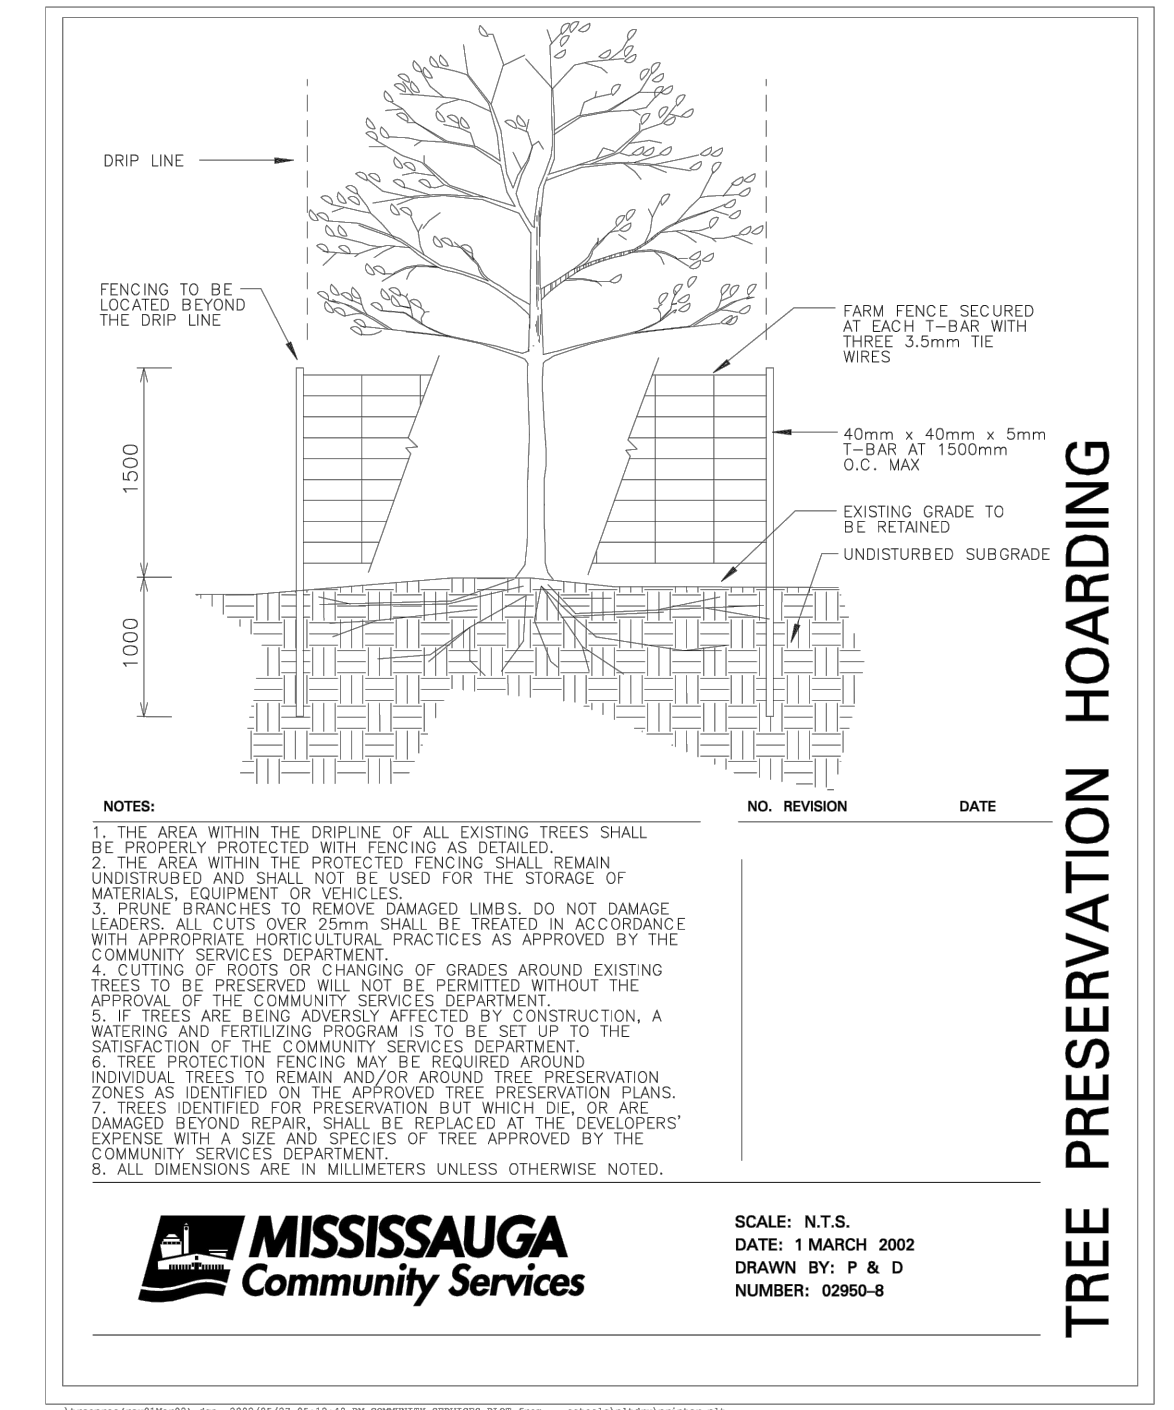 DRIP LINE
FENCING TO BE
LOCATED BEYOND
THE DRIP LINE
FARM FENCE SECURED
AT EACH T-BAR WITH
THREE 3.5mm TIE
WIRES
40mm x 40mm x 5mm
T-BAR AT 1500mm
O.C. MAX
EXISTING GRADE TO
BE RETAINED
UNDISTURBED SUBGRADE
1500
1000
TREE PRESERVATION HOARDING
NOTES:
NO. REVISION DATE
1. THE AREA WITHIN THE DRIPLINE OF ALL EXISTING TREES SHALL
BE PROPERLY PROTECTED WITH FENCING AS DETAILED.
2. THE AREA WITHIN THE PROTECTED FENCING SHALL REMAIN
UNDISTRUBED AND SHALL NOT BE USED FOR THE STORAGE OF
MATERIALS, EQUIPMENT OR VEHICLES.
3. PRUNE BRANCHES TO REMOVE DAMAGED LIMBS. DO NOT DAMAGE
LEADERS. ALL CUTS OVER 25mm SHALL BE TREATED IN ACCORDANCE
WITH APPROPRIATE HORTICULTURAL PRACTICES AS APPROVED BY THE
COMMUNITY SERVICES DEPARTMENT.
4. CUTTING OF ROOTS OR CHANGING OF GRADES AROUND EXISTING
TREES TO BE PRESERVED WILL NOT BE PERMITTED WITHOUT THE
APPROVAL OF THE COMMUNITY SERVICES DEPARTMENT.
5. IF TREES ARE BEING ADVERSLY AFFECTED BY CONSTRUCTION, A
WATERING AND FERTILIZING PROGRAM IS TO BE SET UP TO THE
SATISFACTION OF THE COMMUNITY SERVICES DEPARTMENT.
6. TREE PROTECTION FENCING MAY BE REQUIRED AROUND
INDIVIDUAL TREES TO REMAIN AND/OR AROUND TREE PRESERVATION
ZONES AS IDENTIFIED ON THE APPROVED TREE PRESERVATION PLANS.
7. TREES IDENTIFIED FOR PRESERVATION BUT WHICH DIE, OR ARE
DAMAGED BEYOND REPAIR, SHALL BE REPLACED AT THE DEVELOPERS'
EXPENSE WITH A SIZE AND SPECIES OF TREE APPROVED BY THE
COMMUNITY SERVICES DEPARTMENT.
8. ALL DIMENSIONS ARE IN MILLIMETERS UNLESS OTHERWISE NOTED.
MISSISSAUGA
Community Services
SCALE: N.T.S.
DATE: 1 MARCH 2002
DRAWN BY: P & D
NUMBER: 02950-8